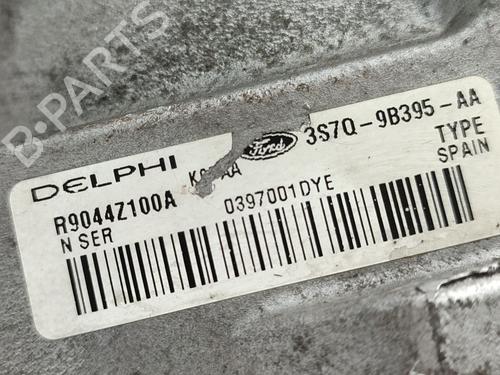 B-PARTS
DELPHI
Ford
3S7Q-9B395-AA
R9044Z100A
0397001DYE
TYPE
N SER
SPAIN